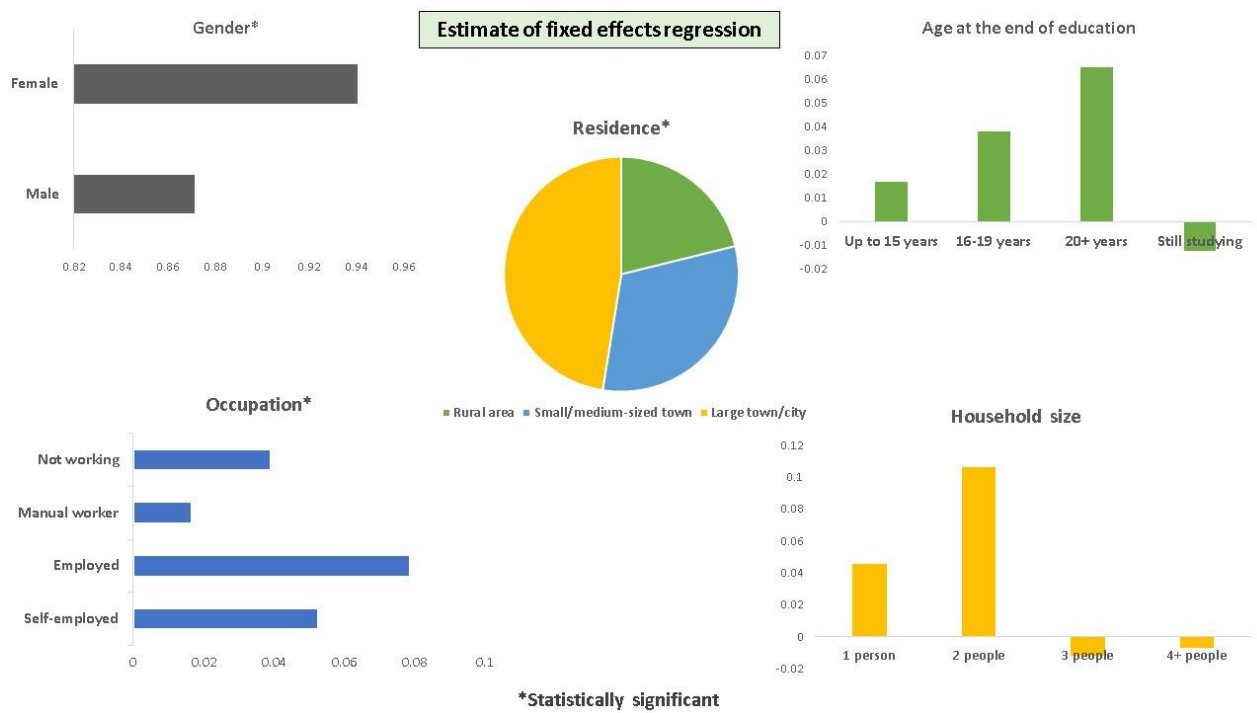 Estimate of fixed effects regression
Gender*
Female
Male
0.82 0.84 0.86 0.88 0.9 0.92 0.94 0.96
Residence*
Rural area Small/medium-sized town Large town/city
Age at the end of education
0.07
0.06
0.05
0.04
0.03
0.02
0.01
0
-0.01
-0.02
Up to 15 years 16-19 years 20+ years Still studying
Occupation*
Not working
Manual worker
Employed
Self-employed
0 0.02 0.04 0.06 0.08 0.1
Household size
0.12
0.1
0.08
0.06
0.04
0.02
0
-0.02
1 person 2 people 3 people 4+ people
*Statistically significant